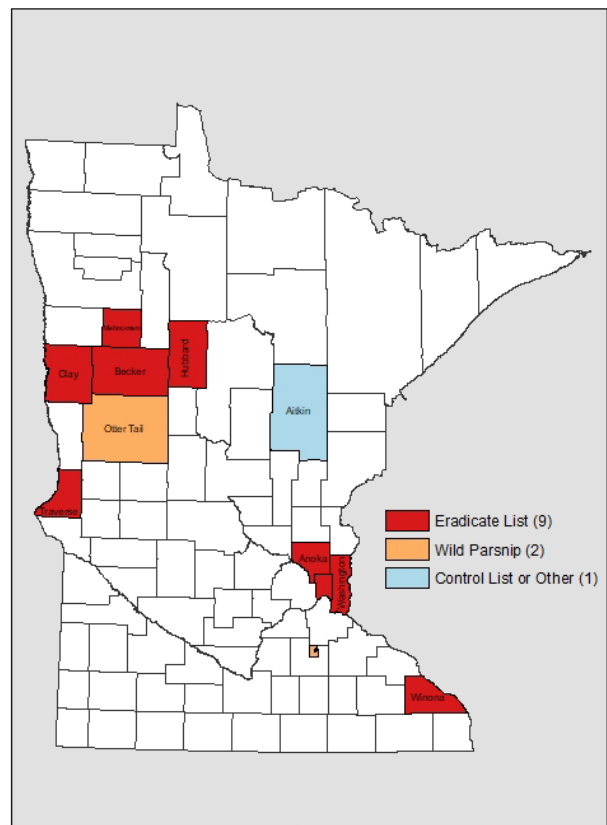 Mahnomen
Clay
Becker
Hubbard
Otter Tail
Aitkin
Traverse
Eradicate List (9)
Wild Parsnip (2)
Control List or Other (1)
Anoka
Washington
Winona